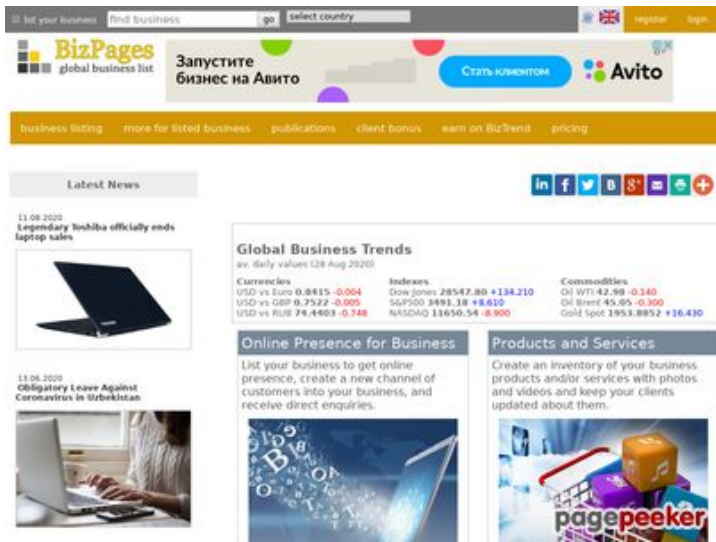 list your business
find business
go
select country
register
login
BizPages
global business list
Запустите
бизнес на Авито
Стать клиентом
Avito
business listing
more for listed business
publications
client bonus
earn on BizTrend
pricing
Latest News
11.08.2020
Legendary Toshiba officially ends
laptop sales
13.06.2020
Obligatory Leave Against
Coronavirus in Uzbekistan
Global Business Trends
av. daily values (28 Aug 2020)
Currencies
USD vs Euro 0.8415 -0.004
USD vs GBP 0.7522 -0.005
USD vs RUB 74.4403 -0.748
Indexes
Dow Jones 28547.80 +134.210
S&P500 3491.18 +8.610
NASDAQ 11650.54 -8.900
Commodities
Oil WTI 42.98 -0.140
Oil Brent 45.05 -0.300
Gold Spot 1953.8852 +16.430
Online Presence for Business
List your business to get online
presence, create a new channel of
customers into your business, and
receive direct enquiries.
Products and Services
Create an inventory of your business
products and/or services with photos
and videos and keep your clients
updated about them.
pagepeeker